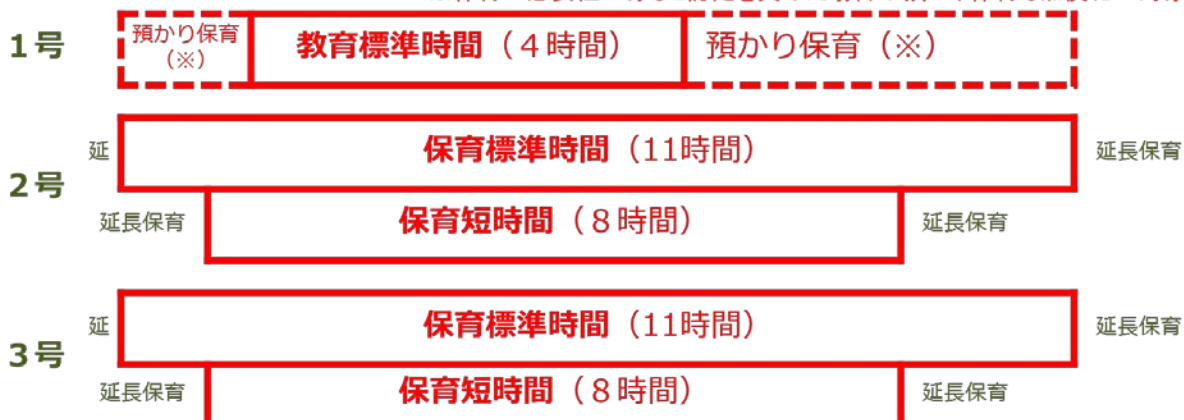 1号
預かり保育
(※)
教育標準時間（４時間）
預かり保育（※）
2号
延
保育標準時間（11時間）
延長保育
延長保育
保育短時間（８時間）
延長保育
3号
延
保育標準時間（11時間）
延長保育
延長保育
保育短時間（８時間）
延長保育